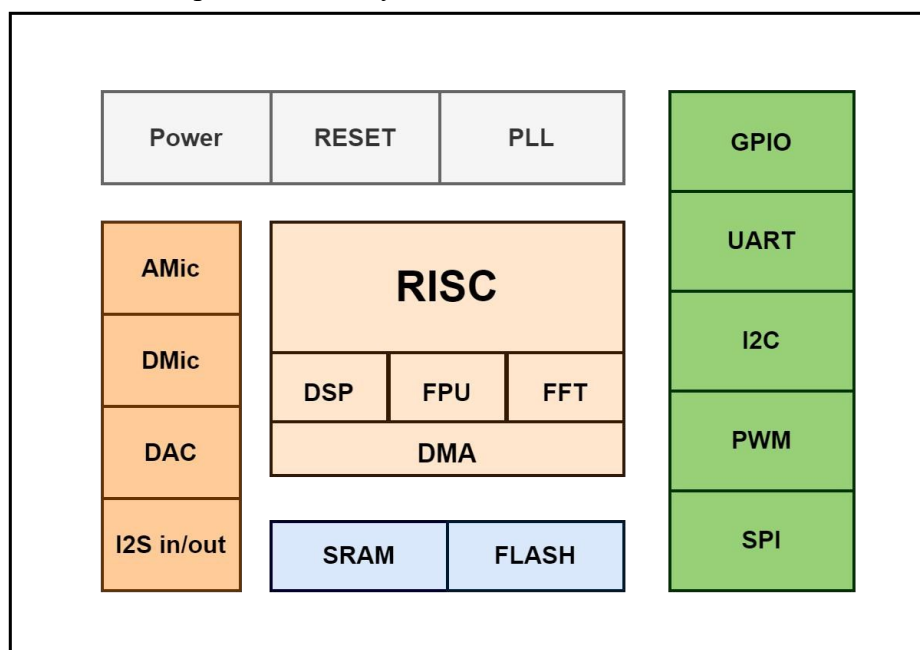 Power
RESET
PLL
AMic
DMic
DAC
I2S in/out
RISC
DSP
FPU
FFT
DMA
SRAM
FLASH
GPIO
UART
I2C
PWM
SPI